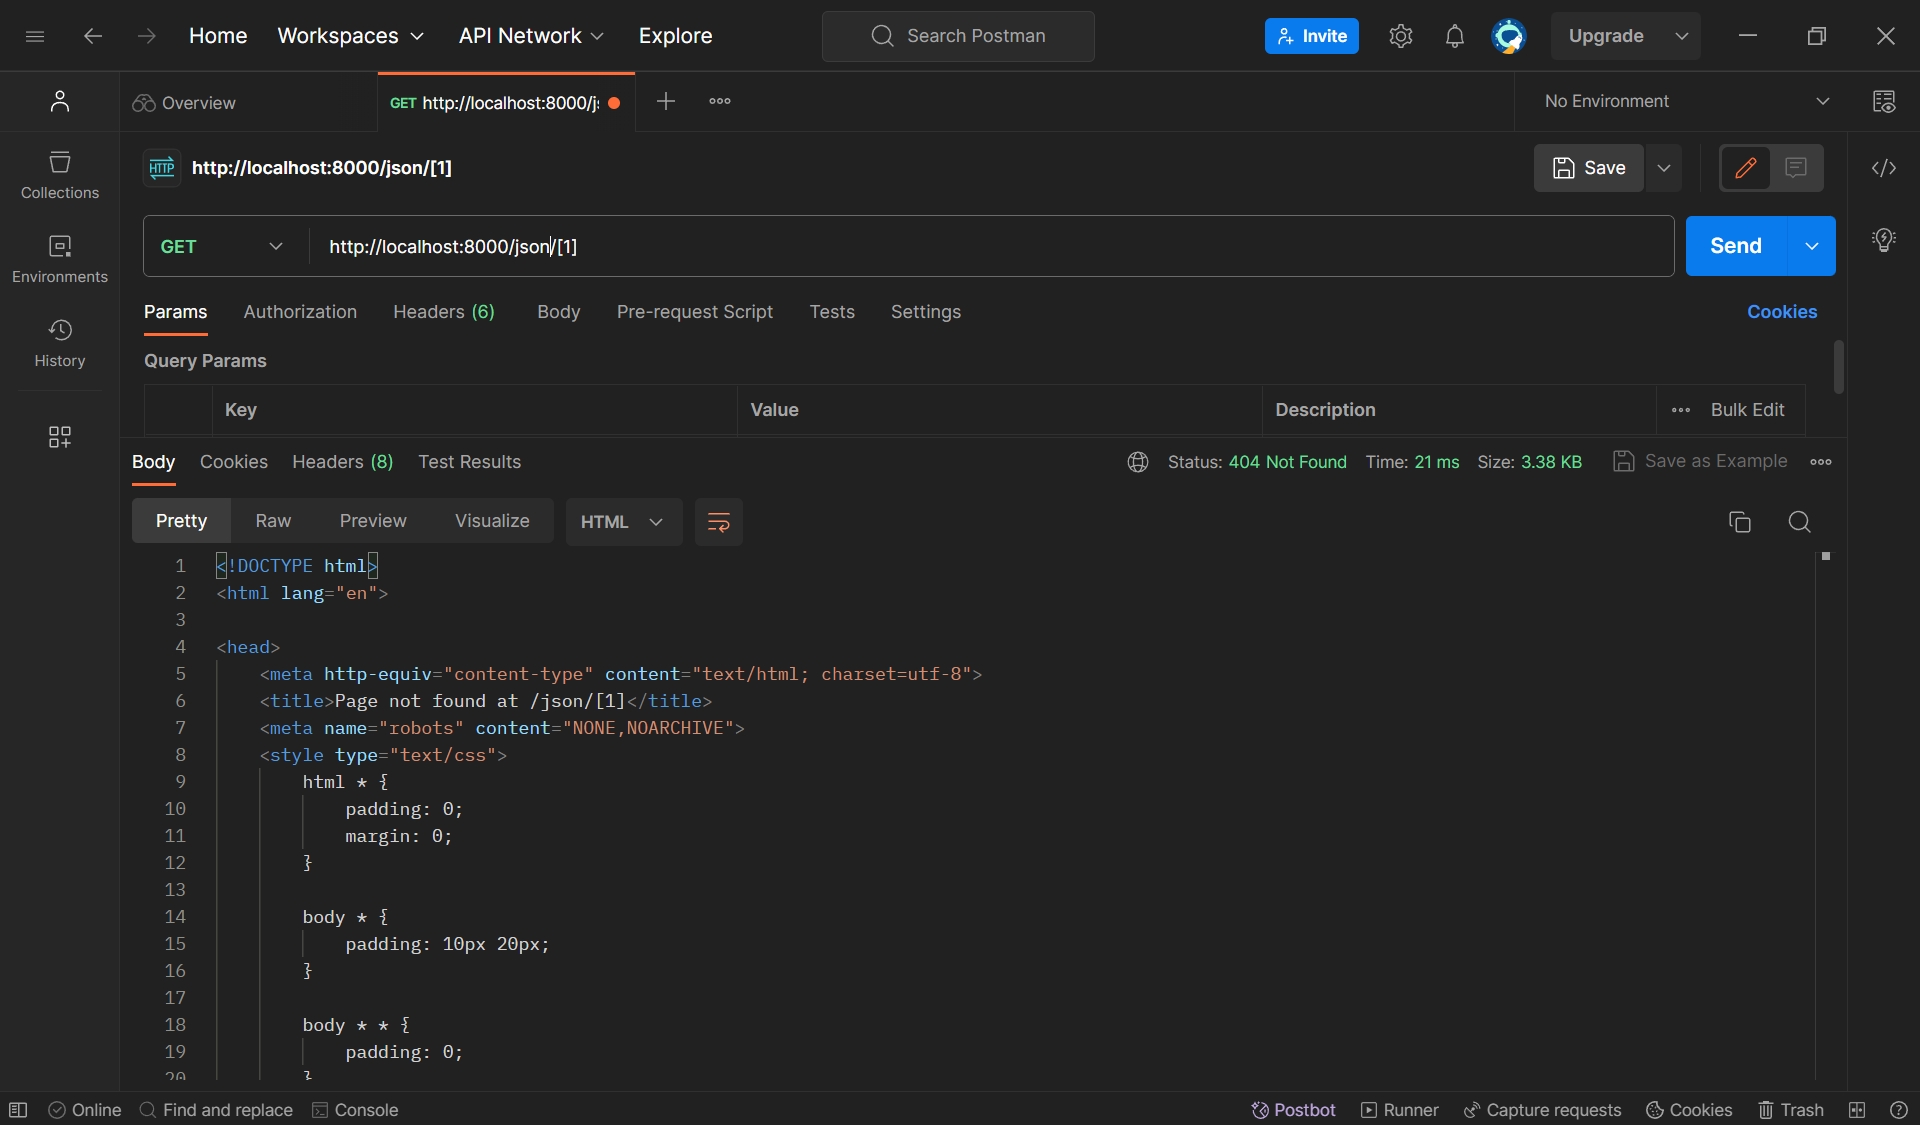 Home Workspaces API Network Explore Search Postman Invite Upgrade
Overview GET http://localhost:8000/j No Environment
HTTP http://localhost:8000/json/[1] Save
Collections
GET http://localhost:8000/json/[1] Send
Environments
Params Authorization Headers (6) Body Pre-request Script Tests Settings Cookies
History
Query Params
Key Value Description Bulk Edit
Body Cookies Headers (8) Test Results Status: 404 Not Found Time: 21 ms Size: 3.38 KB Save as Example
Pretty Raw Preview Visualize HTML
1 <!DOCTYPE html>
2 <html lang="en">
3
4 <head>
5 <meta http-equiv="content-type" content="text/html; charset=utf-8">
6 <title>Page not found at /json/[1]</title>
7 <meta name="robots" content="NONE,NOARCHIVE">
8 <style type="text/css">
9 html * {
10 padding: 0;
11 margin: 0;
12 }
13
14 body * {
15 padding: 10px 20px;
16 }
17
18 body * * {
19 padding: 0;
20 }
Online Find and replace Console Postbot Runner Capture requests Cookies Trash